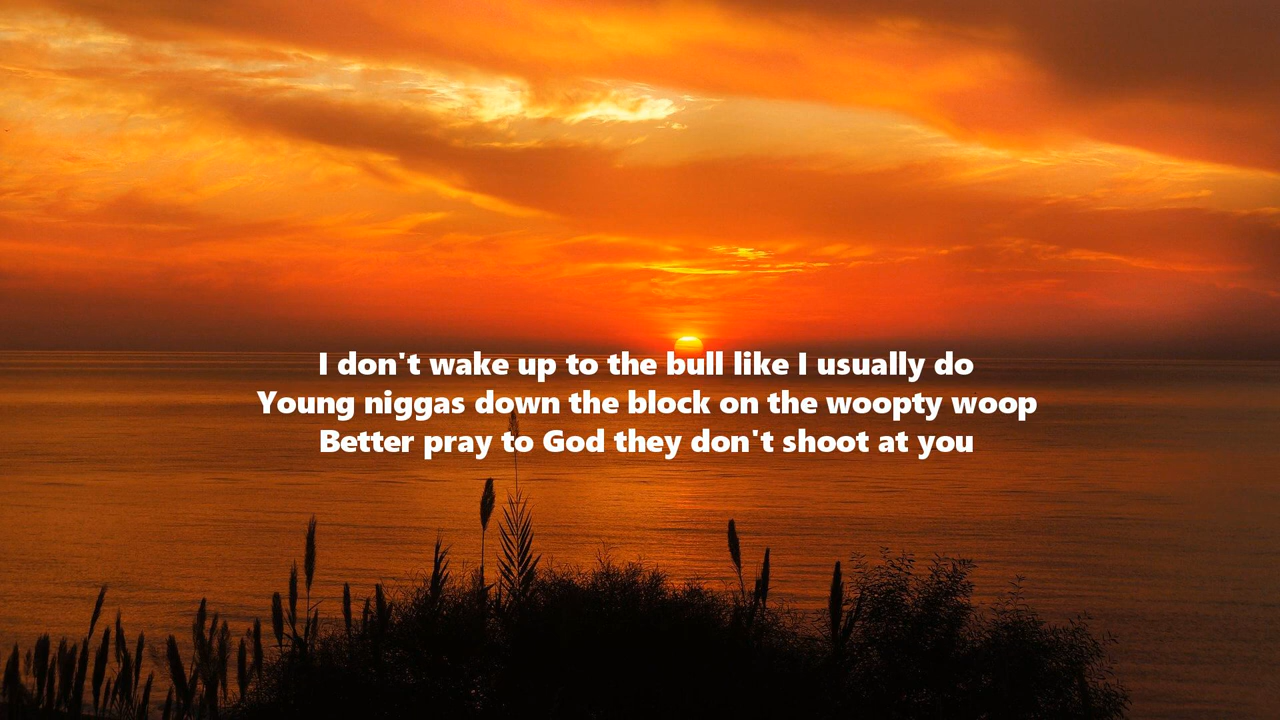 I don't wake up to the bull like I usually do
Young niggas down the block on the woopty woop
Better pray to God they don't shoot at you